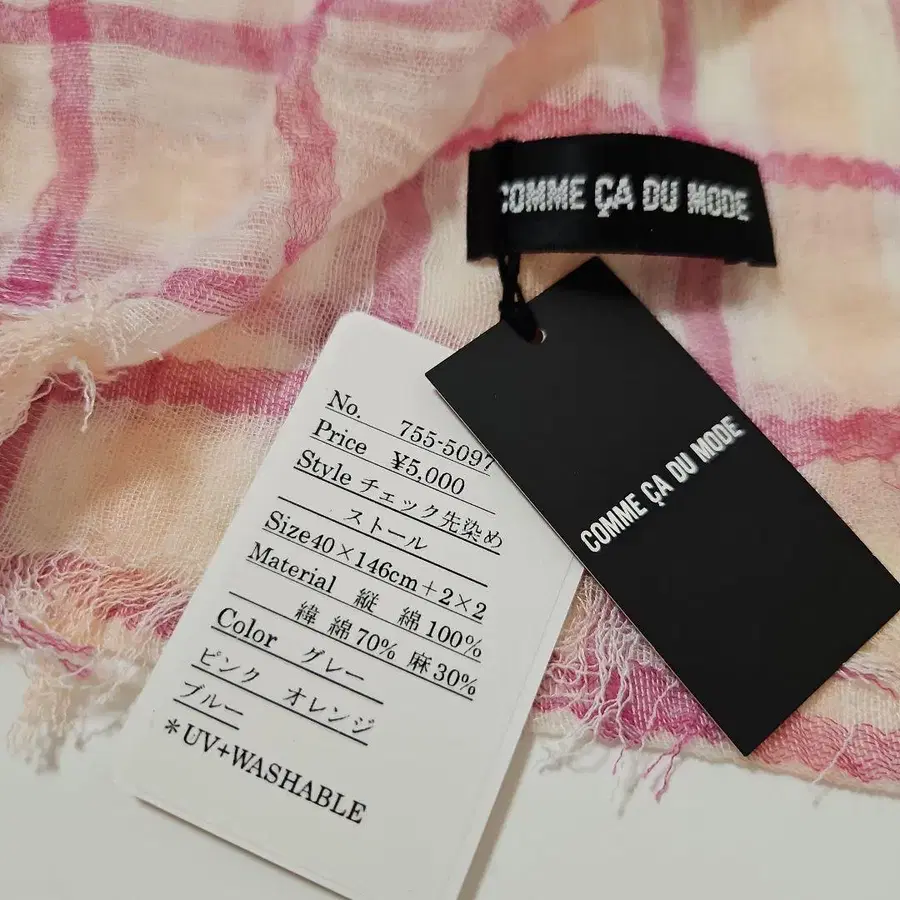 COMME ÇA DU MODE
COMME ÇA DU MODE
No. 755-5097
Price ¥5,000
Style チェック先染め
ストール
Size40×146cm+2×2
Material 縦 綿100%
緯 綿70% 麻30%
Color グレー
ピンク オレンジ
ブルー
*UV+WASHABLE